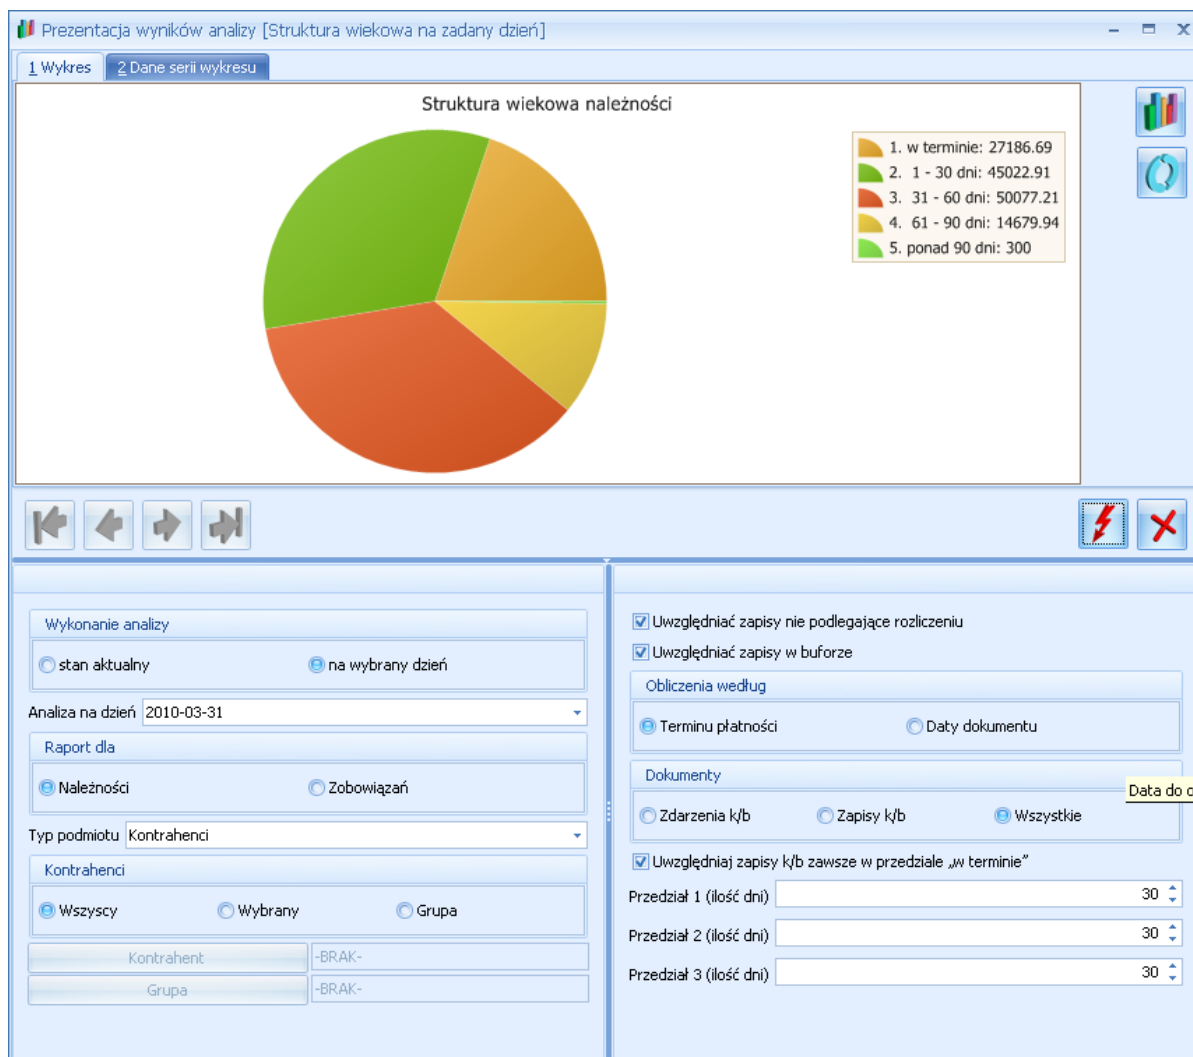 Prezentacja wyników analizy [Struktura wiekowa na zadany dzień]
1 Wykres
2 Dane serii wykresu
Struktura wiekowa należności
1. w terminie: 27186.69
2. 1 - 30 dni: 45022.91
3. 31 - 60 dni: 50077.21
4. 61 - 90 dni: 14679.94
5. ponad 90 dni: 300
Wykonanie analizy
stan aktualny
na wybrany dzień
Analiza na dzień 2010-03-31
Raport dla
Należności
Zobowiązań
Typ podmiotu Kontrahenci
Kontrahenci
Wszyscy
Wybrany
Grupa
Kontrahent -BRAK-
Grupa -BRAK-
Uwzględniać zapisy nie podlegające rozliczeniu
Uwzględniać zapisy w buforze
Obliczenia według
Terminu płatności
Daty dokumentu
Dokumenty
Data do
Zdarzenia k/b
Zapisy k/b
Wszystkie
Uwzględniaj zapisy k/b zawsze w przedziale „w terminie”
Przedział 1 (ilość dni) 30
Przedział 2 (ilość dni) 30
Przedział 3 (ilość dni) 30